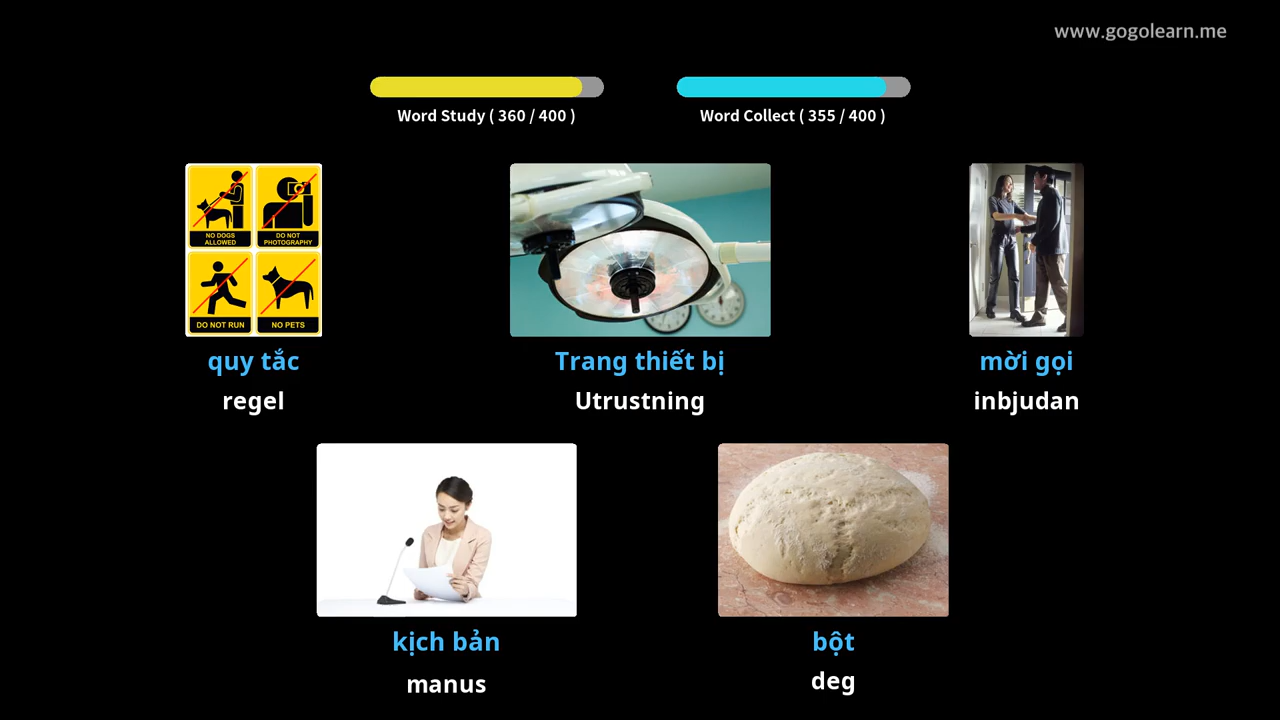 www.gogolearn.me
Word Study ( 360 / 400 )
Word Collect ( 355 / 400 )
NO DOGS
ALLOWED
DO NOT
PHOTOGRAPHY
DO NOT RUN
NO PETS
quy tắc
regel
Trang thiết bị
Utrustning
mời gọi
inbjudan
kịch bản
manus
bột
deg